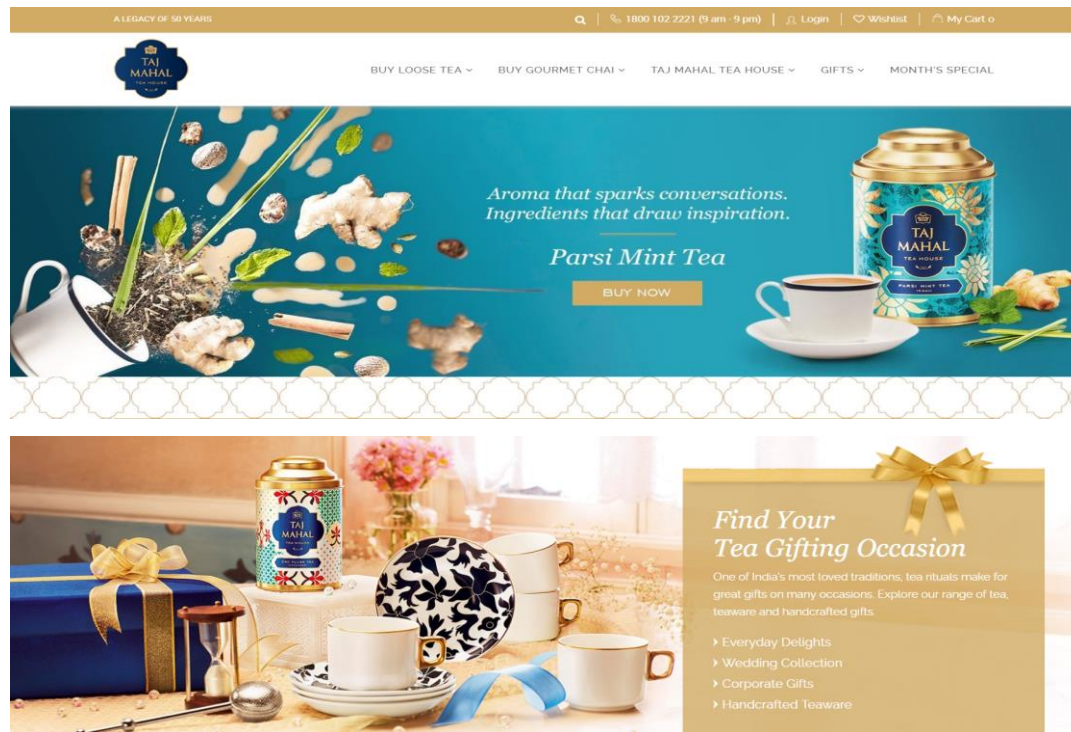 A LEGACY OF 50 YEARS
1800 102 2221 (9 am - 9 pm) Login Wishlist My Cart 0
TAJ
MAHAL
TEA HOUSE
BUY LOOSE TEA BUY GOURMET CHAI TAJ MAHAL TEA HOUSE GIFTS MONTH'S SPECIAL
Aroma that sparks conversations.
Ingredients that draw inspiration.
Parsi Mint Tea
BUY NOW
TAJ
MAHAL
TEA HOUSE
PARSI MINT TEA
TAJ
MAHAL
TEA HOUSE
Find Your
Tea Gifting Occasion
One of India's most loved traditions, tea rituals make for
great gifts on many occasions. Explore our range of tea,
teaware and handcrafted gifts.
Everyday Delights
Wedding Collection
Corporate Gifts
Handcrafted Teaware